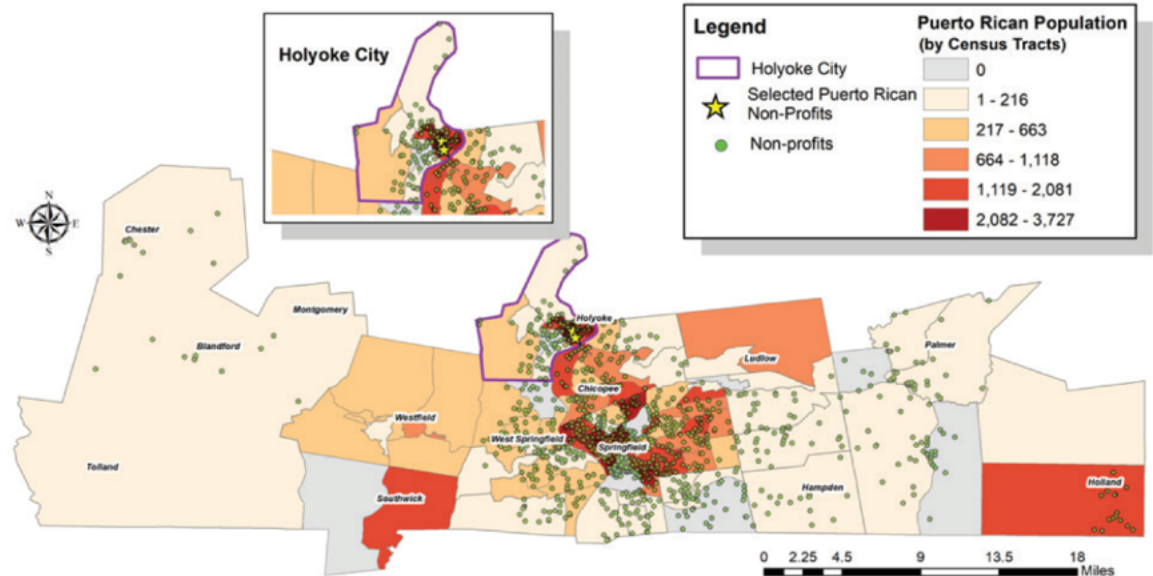 Holyoke City
Legend
Holyoke City
Selected Puerto Rican
Non-Profits
Non-profits
Puerto Rican Population
(by Census Tracts)
0
1 - 216
217 - 663
664 - 1,118
1,119 - 2,081
2,082 - 3,727
N
W
E
S
Chester
Montgomery
Blandford
Tolland
Westfield
Southwick
West Springfield
Holyoke
Chicopee
Springfield
Ludlow
Palmer
Hampden
Holland
0 2.25 4.5 9 13.5 18
Miles